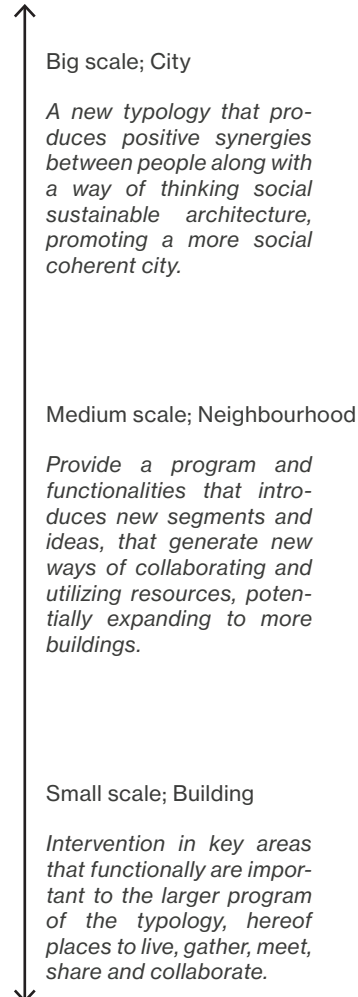 Big scale; City
A new typology that pro-
duces positive synergies
between people along with
a way of thinking social
sustainable architecture,
promoting a more social
coherent city.
Medium scale; Neighbourhood
Provide a program and
functionalities that intro-
duces new segments and
ideas, that generate new
ways of collaborating and
utilizing resources, poten-
tially expanding to more
buildings.
Small scale; Building
Intervention in key areas
that functionally are impor-
tant to the larger program
of the typology, hereof
places to live, gather, meet,
share and collaborate.